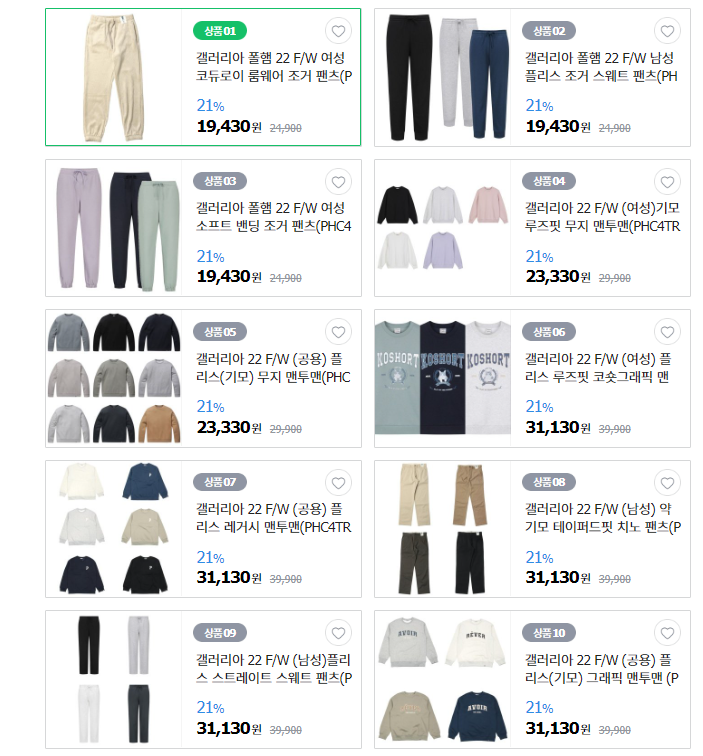 상품 01
갤러리아 폴햄 22 F/W 여성
코듀로이 룸웨어 조거 팬츠(P
21%
19,430원 24,900
상품 02
갤러리아 폴햄 22 F/W 남성
플리스 조거 스웨트 팬츠(PH
21%
19,430원 24,900
상품 03
갤러리아 폴햄 22 F/W 여성
소프트 밴딩 조거 팬츠(PHC4
21%
19,430원 24,900
상품 04
갤러리아 22 F/W (여성)기모
루즈핏 무지 맨투맨(PHC4TR
21%
23,330원 29,900
상품 05
갤러리아 22 F/W (공용) 플
리스(기모) 무지 맨투맨(PHC
21%
23,330원 29,900
KOSHORT KOSHORT KOSHORT
상품 06
갤러리아 22 F/W (여성) 플
리스 루즈핏 코숏그래픽 맨
21%
31,130원 39,900
상품 07
갤러리아 22 F/W (공용) 플
리스 레거시 맨투맨(PHC4TR
21%
31,130원 39,900
상품 08
갤러리아 22 F/W (남성) 약
기모 테이퍼드핏 치노 팬츠(P
21%
31,130원 39,900
상품 09
갤러리아 22 F/W (남성)플리
스 스트레이트 스웨트 팬츠(P
21%
31,130원 39,900
AVOIR RÊVER
AVOIR
상품 10
갤러리아 22 F/W (공용) 플
리스(기모) 그래픽 맨투맨 (P
21%
31,130원 39,900